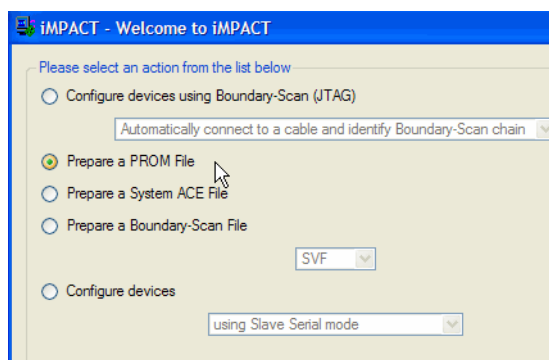 iMPACT - Welcome to iMPACT
Please select an action from the list below
Configure devices using Boundary-Scan (JTAG)
Automatically connect to a cable and identify Boundary-Scan chain
Prepare a PROM File
Prepare a System ACE File
Prepare a Boundary-Scan File
SVF
Configure devices
using Slave Serial mode